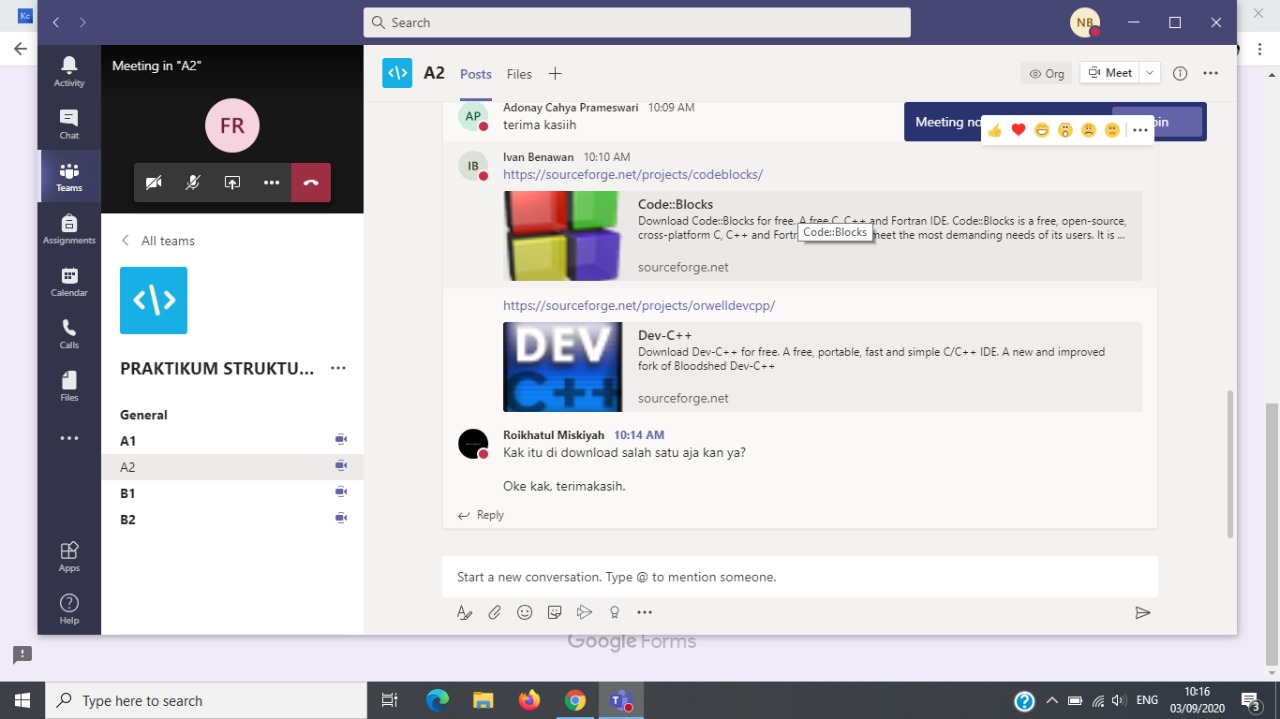 Kc
Search
NB
Activity
Chat
Teams
Assignments
Calendar
Calls
Files
Apps
Help
Meeting in "A2"
FR
All teams
PRAKTIKUM STRUKTU...
General
A1
A2
B1
B2
A2 Posts Files
Org
Meet
AP
Adonay Cahya Prameswari 10:09 AM
terima kasiih
IB
Ivan Benawan 10:10 AM
https://sourceforge.net/projects/codeblocks/
Code::Blocks
Download Code::Blocks for free. A free C, C++ and Fortran IDE. Code::Blocks is a free, open-source,
cross-platform C, C++ and Fortr meet the most demanding needs of its users. It is ...
Code::Blocks
sourceforge.net
https://sourceforge.net/projects/orwelldevcpp/
DEV
C++
Dev-C++
Download Dev-C++ for free. A free, portable, fast and simple C/C++ IDE. A new and improved
fork of Bloodshed Dev-C++
sourceforge.net
Roikhatul Miskiyah 10:14 AM
Kak itu di download salah satu aja kan ya?
Oke kak, terimakasih.
Reply
Start a new conversation. Type @ to mention someone.
Google Forms
Type here to search
ENG
10:16
03/09/2020
3